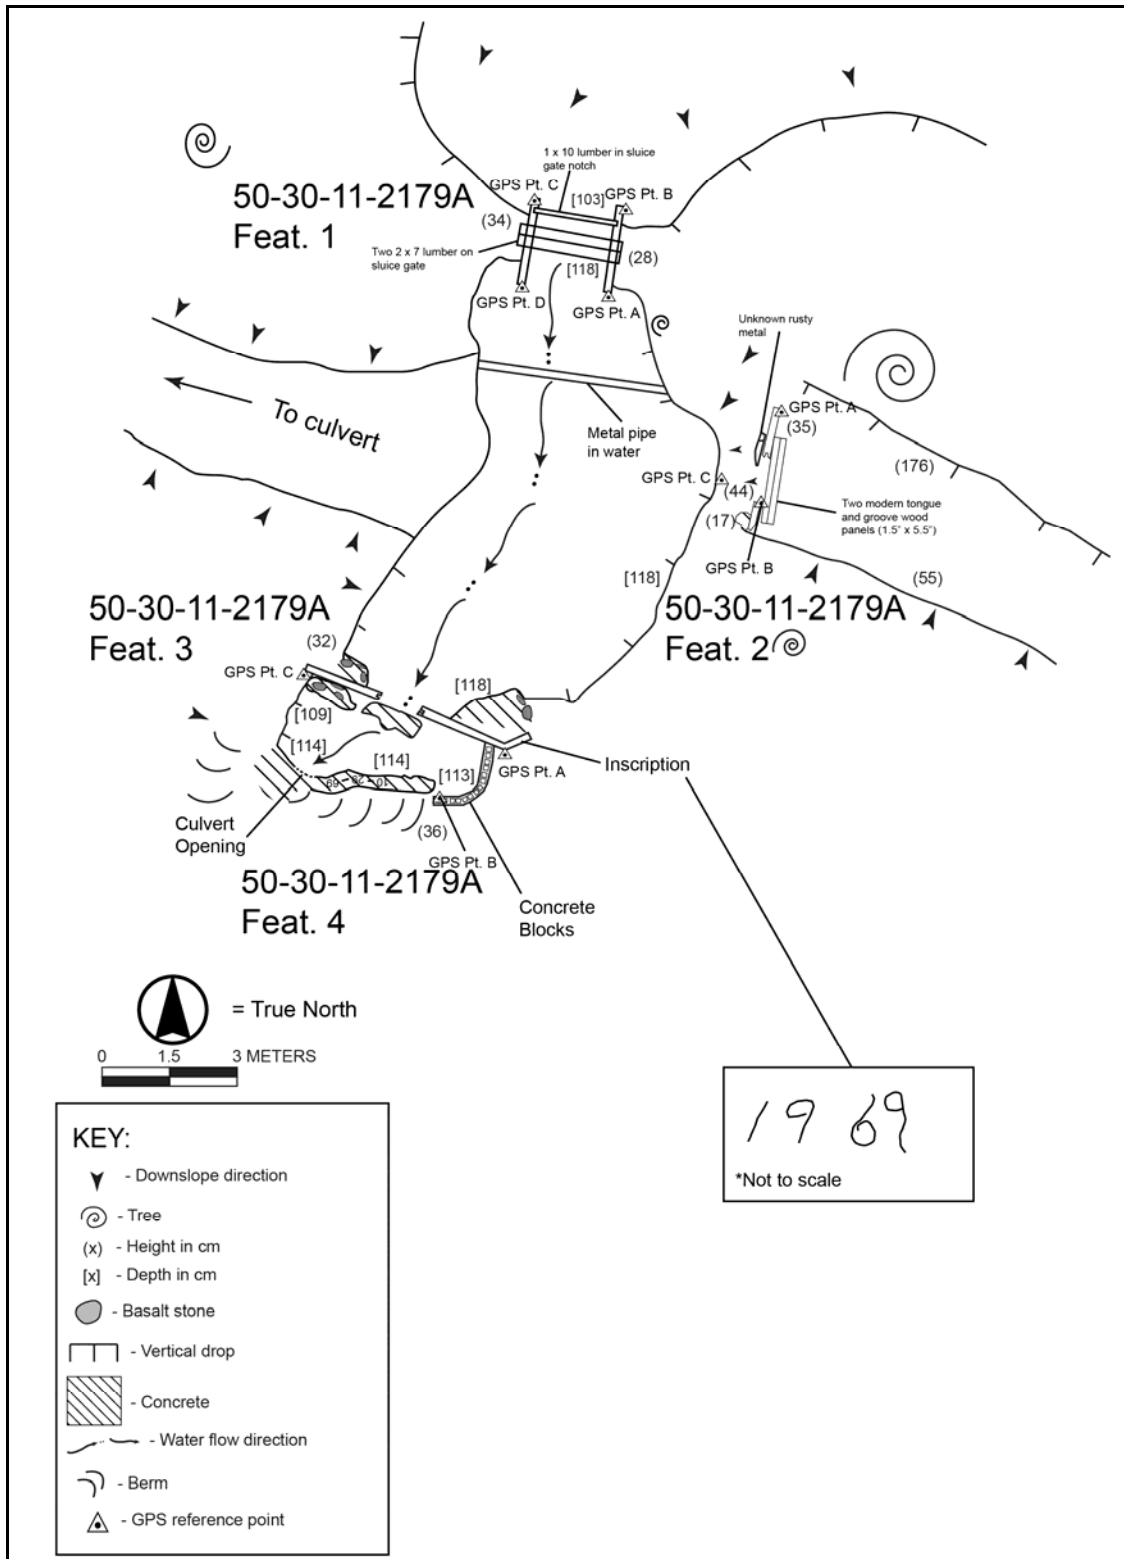 1 x 10 lumber in sluice
gate notch
GPS Pt. C
[103]
GPS Pt. B
50-30-11-2179A
Feat. 1
(34)
Two 2 x 7 lumber on
sluice gate
(28)
[118]
GPS Pt. D
GPS Pt. A
Unknown rusty
metal
To culvert
Metal pipe
in water
GPS Pt. A
(35)
(176)
GPS Pt. C
(44)
(17)
Two modern tongue
and groove wood
panels (1.5" x 5.5")
GPS Pt. B
[118]
(55)
50-30-11-2179A
Feat. 2
50-30-11-2179A
Feat. 3
(32)
GPS Pt. C
[118]
[109]
[114]
[114]
[113]
GPS Pt. A
Inscription
Culvert
Opening
(36)
GPS Pt. B
50-30-11-2179A
Feat. 4
Concrete
Blocks
= True North
0 1.5 3 METERS
19 69
*Not to scale
KEY:
- Downslope direction
- Tree
(x) - Height in cm
[x] - Depth in cm
- Basalt stone
- Vertical drop
- Concrete
- Water flow direction
- Berm
- GPS reference point